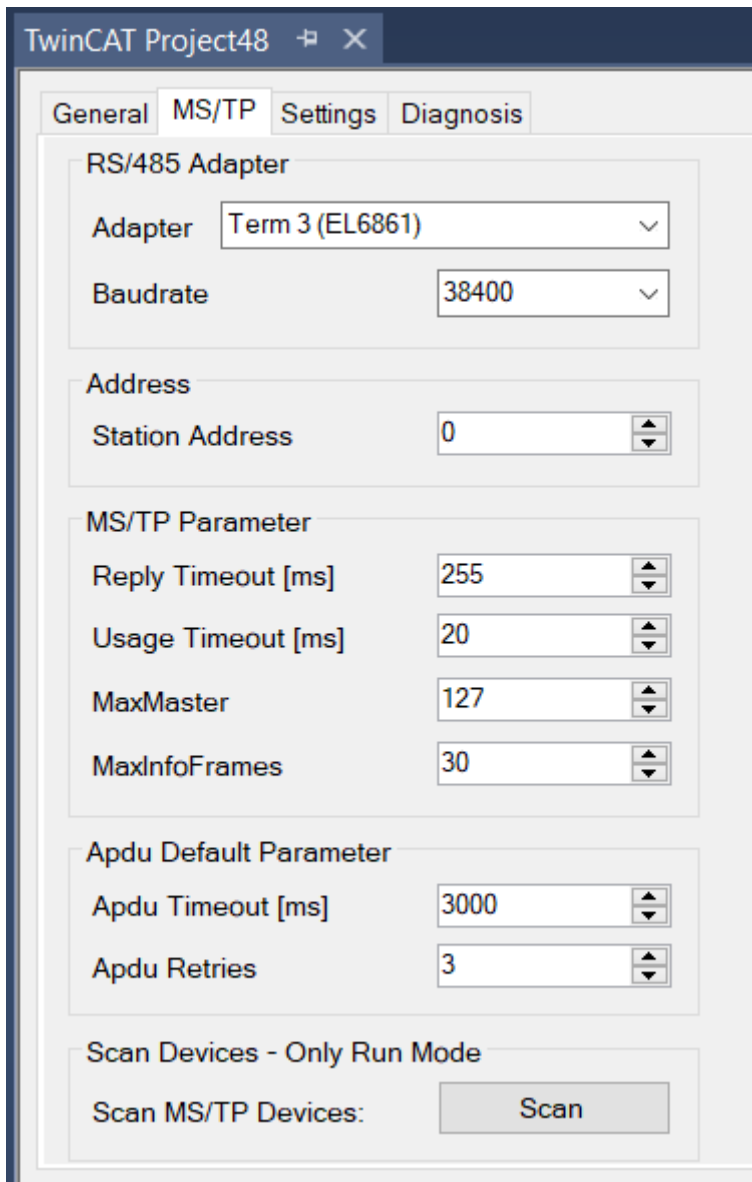 TwinCAT Project48
General MS/TP Settings Diagnosis
RS/485 Adapter
Adapter Term 3 (EL6861)
Baudrate 38400
Address
Station Address 0
MS/TP Parameter
Reply Timeout [ms] 255
Usage Timeout [ms] 20
MaxMaster 127
MaxInfoFrames 30
Apdu Default Parameter
Apdu Timeout [ms] 3000
Apdu Retries 3
Scan Devices - Only Run Mode
Scan MS/TP Devices: Scan